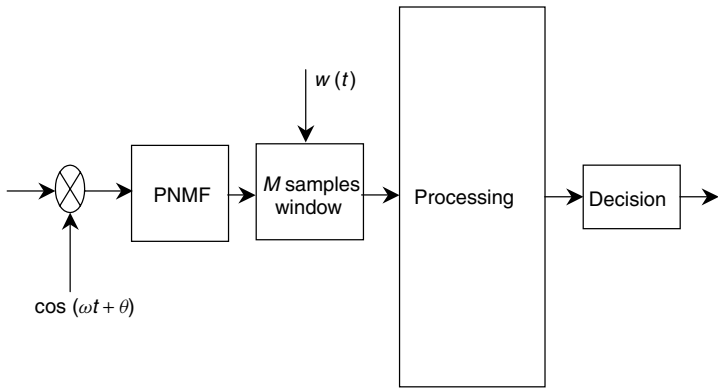 w (t)
PNMF
M samples
window
Processing
Decision
cos (ωt + θ)